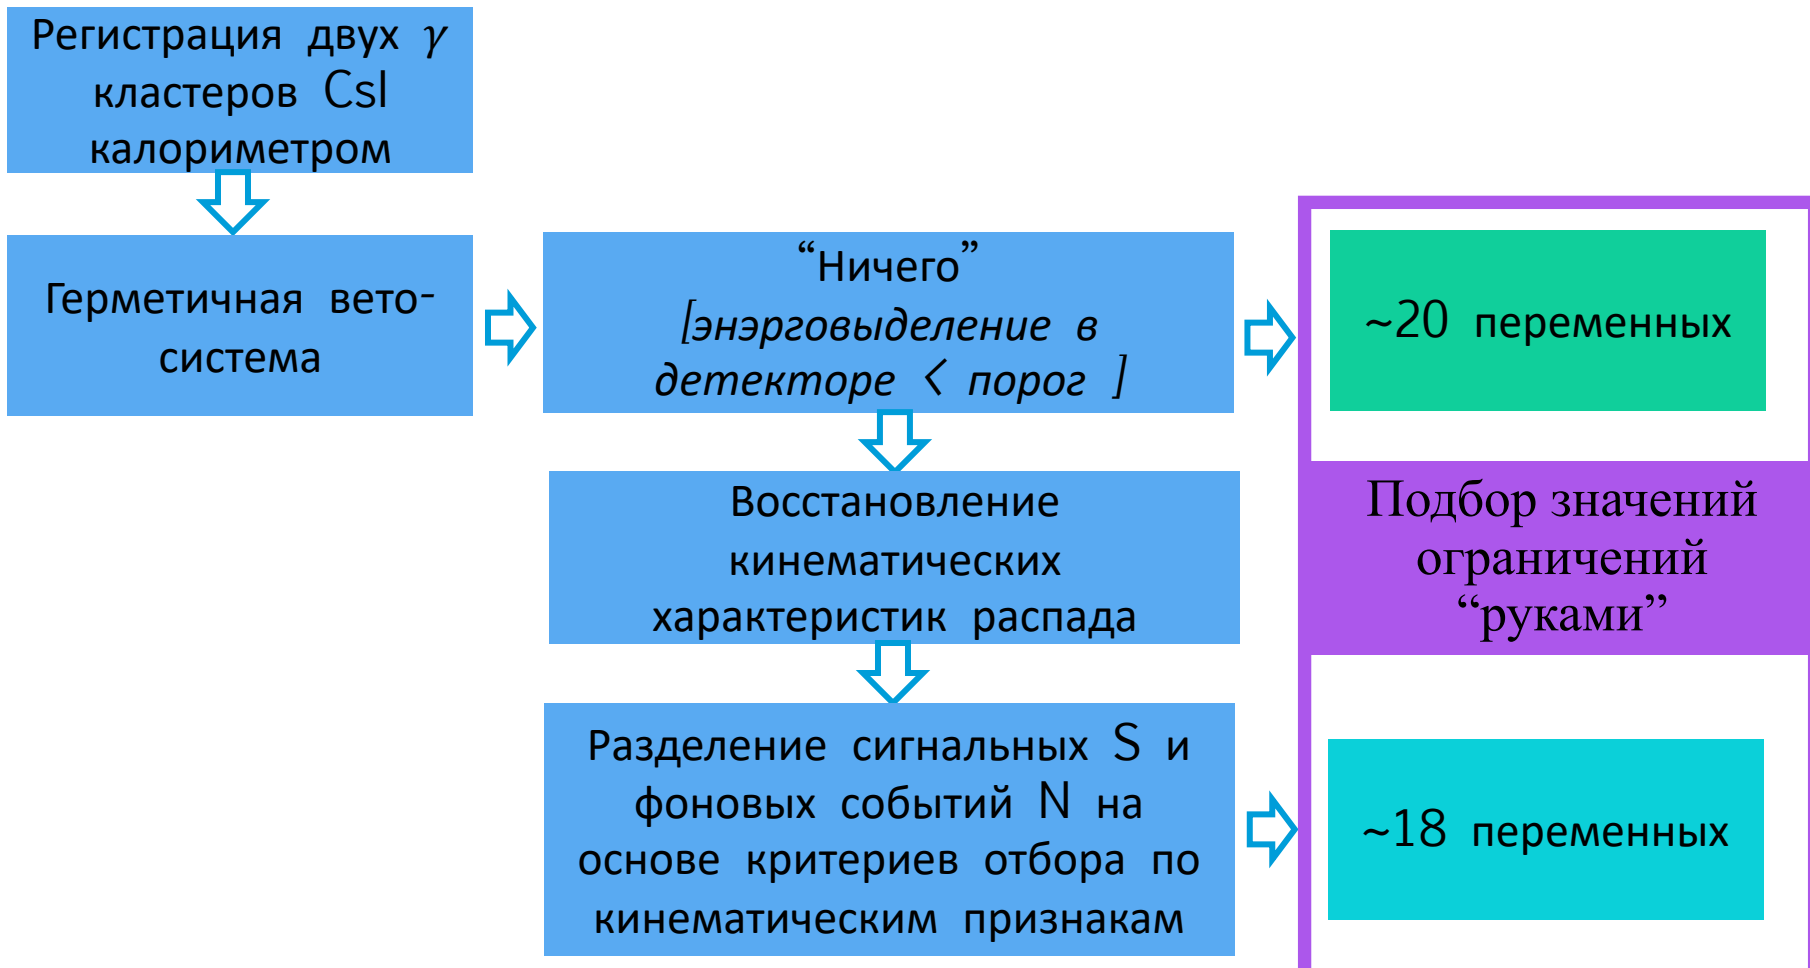 Регистрация двух γ
кластеров CsI
калориметром
Герметичная вето-
система
“Ничего”
[энэрговыделение в
детекторе < порог ]
~20 переменных
Восстановление
кинематических
характеристик распада
Подбор значений
ограничений
“руками”
Разделение сигнальных S и
фоновых событий N на
основе критериев отбора по
кинематическим признакам
~18 переменных